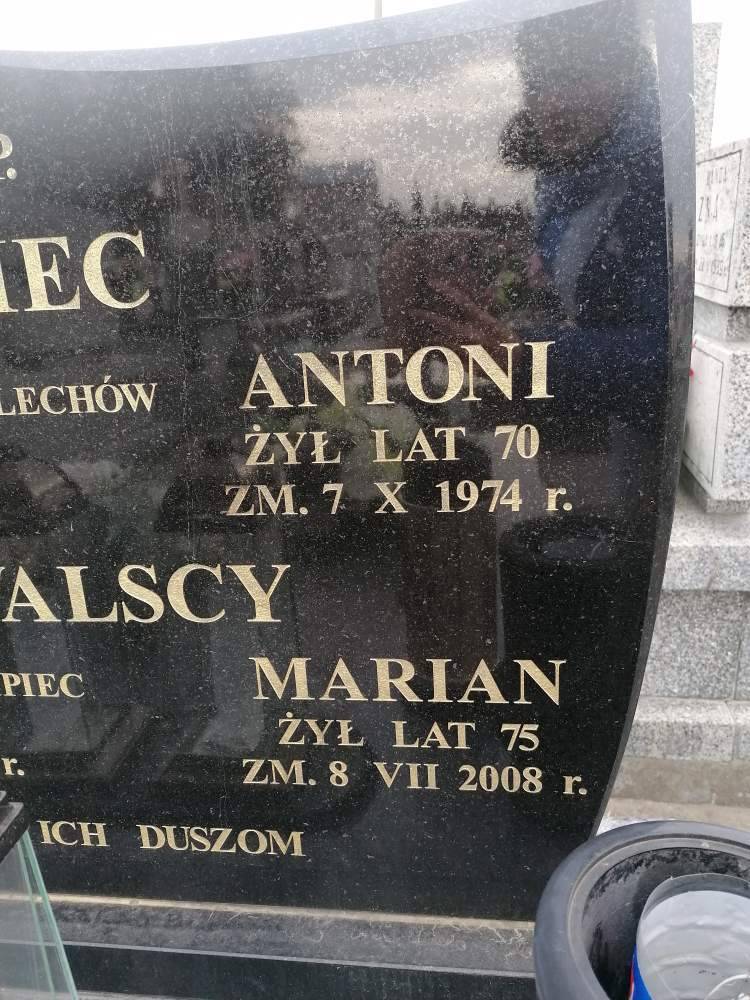 P.
IEC
LECHÓW
ANTONI
ŻYŁ LAT 70
ZM. 7 X 1974 r.
ALSCY
PIEC
MARIAN
ŻYŁ LAT 75
r.
ZM. 8 VII 2008 r.
ICH DUSZOM